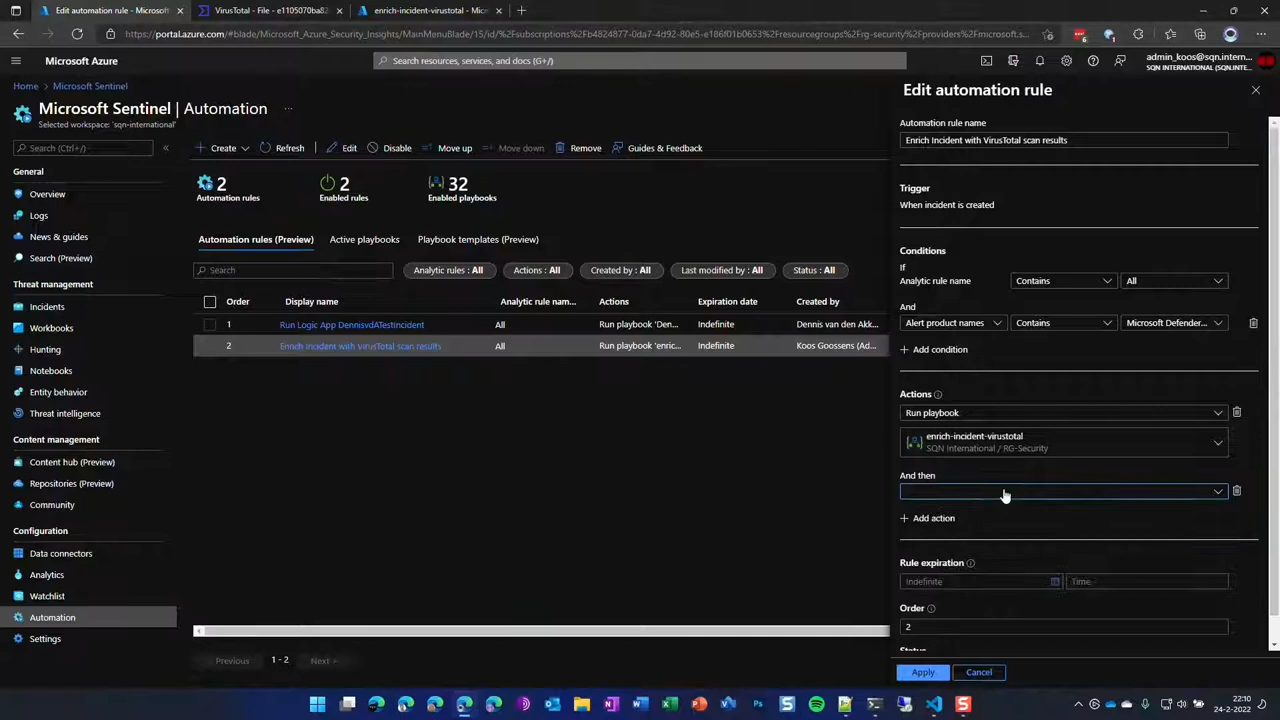 Edit automation rule - Microsoft
VirusTotal - File - e1105070ba82
enrich-incident-virustotal - Micr
https://portal.azure.com/#blade/Microsoft_Azure_Security_Insights/MainMenuBlade/15/id/%2Fsubscriptions%2Fb4824877-0da7-4d92-80e5-e186f01b0653%2Fresourcegroups%2Frg-security%2Fproviders%2Fmicrosoft.s...
Microsoft Azure
Search resources, services, and docs (G+/)
admin_koos@sqn.intern...
SQN INTERNATIONAL (SQN.INTE...
Home > Microsoft Sentinel
Microsoft Sentinel | Automation ...
Selected workspace: 'sqn-international'
Search (Ctrl+/)
«
General
Overview
Logs
News & guides
Search (Preview)
Threat management
Incidents
Workbooks
Hunting
Notebooks
Entity behavior
Threat intelligence
Content management
Content hub (Preview)
Repositories (Preview)
Community
Configuration
Data connectors
Analytics
Watchlist
Automation
Settings
Create Refresh Edit Disable Move up Move down Remove Guides & Feedback
2
Automation rules
2
Enabled rules
32
Enabled playbooks
Automation rules (Preview) Active playbooks Playbook templates (Preview)
Search
Analytic rules : All
Actions : All
Created by : All
Last modified by : All
Status : All
Order Display name Analytic rule nam... Actions Expiration date Created by
1 Run Logic App DennisvdATestIncident All Run playbook 'Den... Indefinite Dennis van den Akk...
2 Enrich Incident with VirusTotal scan results All Run playbook 'enric... Indefinite Koos Goossens (Ad...
Previous 1 - 2 Next >
Edit automation rule
Automation rule name
Enrich Incident with VirusTotal scan results
Trigger
When incident is created
Conditions
If
Analytic rule name Contains All
And
Alert product names Contains Microsoft Defender...
Add condition
Actions
Run playbook
enrich-incident-virustotal
SQN International / RG-Security
And then
Add action
Rule expiration
Indefinite Time
Order
2
Status
Apply Cancel
22:10
24-2-2022